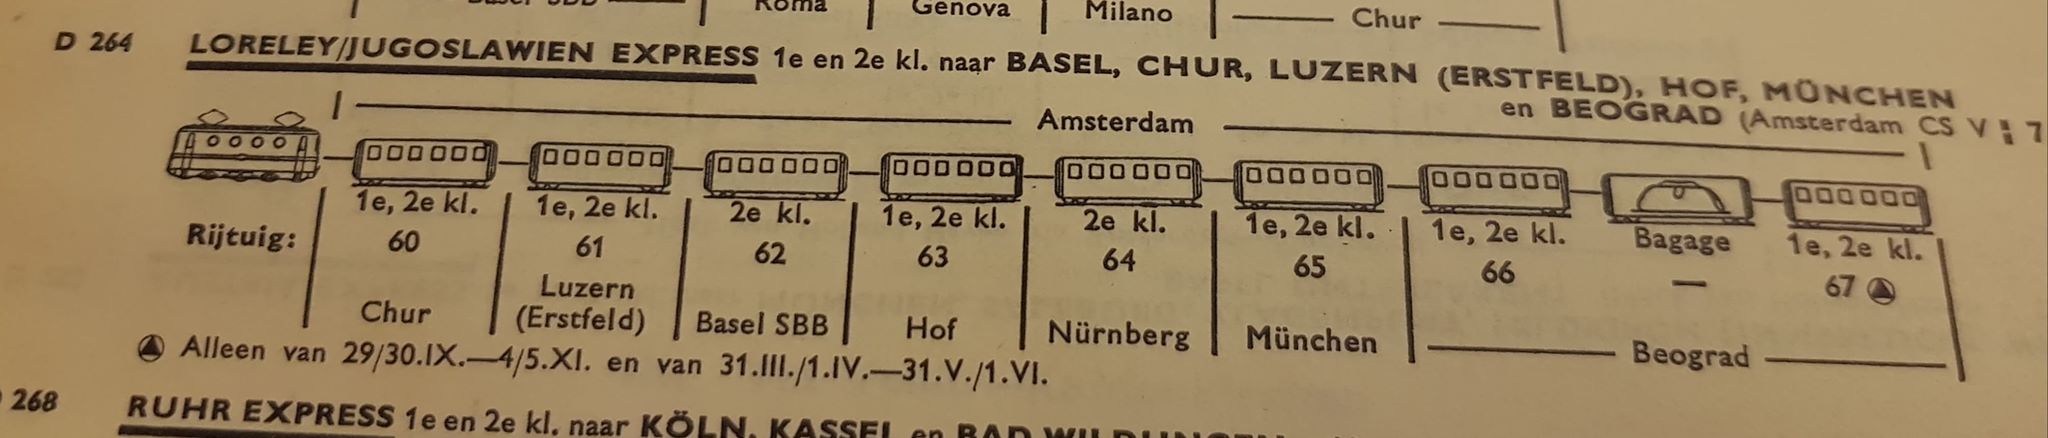 Roma Genova Milano Chur
D 264 LORELEY/JUGOSLAWIEN EXPRESS 1e en 2e kl. naar BASEL, CHUR, LUZERN (ERSTFELD), HOF, MÜNCHEN
en BEOGRAD (Amsterdam CS V 7
Amsterdam
1e, 2e kl. 1e, 2e kl. 2e kl. 1e, 2e kl. 2e kl. 1e, 2e kl. 1e, 2e kl. Bagage 1e, 2e kl.
Rijtuig: 60 61 62 63 64 65 66 — 67
Chur Luzern (Erstfeld) Basel SBB Hof Nürnberg München Beograd
Alleen van 29/30.IX.—4/5.XI. en van 31.III./1.IV.—31.V./1.VI.
268 RUHR EXPRESS 1e en 2e kl. naar KÖLN, KASSEL en BAD WILDUNGEN